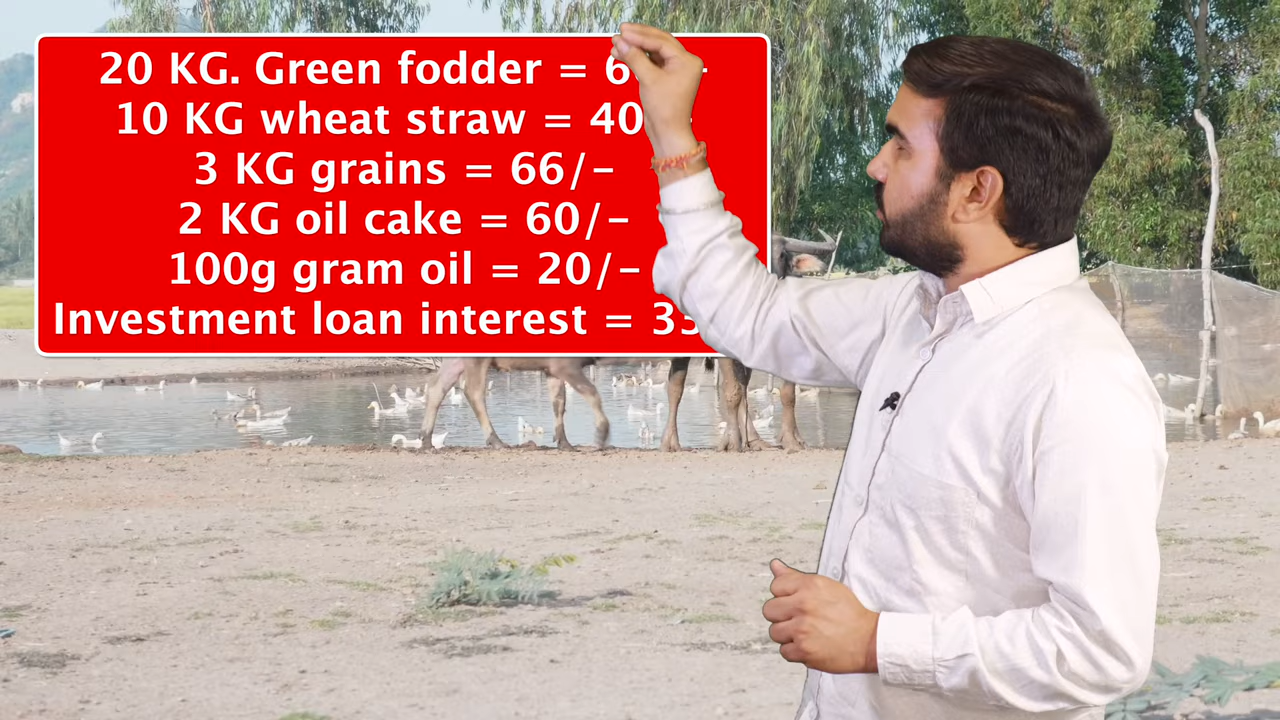 20 KG. Green fodder =
10 KG wheat straw =
3 KG grains = 66/-
2 KG oil cake = 60/-
100g gram oil = 20/-
Investment loan interest =